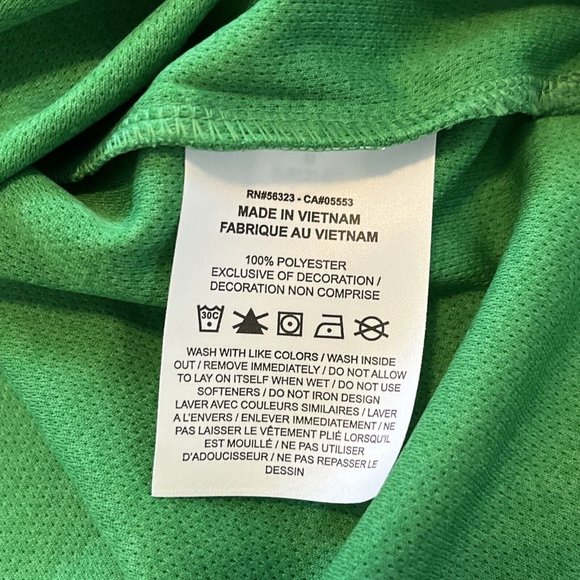 RN#56323 - CA#05553
MADE IN VIETNAM
FABRIQUE AU VIETNAM
100% POLYESTER
EXCLUSIVE OF DECORATION /
DECORATION NON COMPRISE
30C
WASH WITH LIKE COLORS / WASH INSIDE
OUT / REMOVE IMMEDIATELY / DO NOT ALLOW
TO LAY ON ITSELF WHEN WET / DO NOT USE
SOFTENERS / DO NOT IRON DESIGN
LAVER AVEC COULEURS SIMILAIRES / LAVER
A L'ENVERS / ENLEVER IMMEDIATEMENT / NE
PAS LAISSER LE VÊTEMENT PLIÉ LORSQU'IL
EST MOUILLÉ / NE PAS UTILISER
D'ADOUCISSEUR / NE PAS REPASSER LE
DESSIN